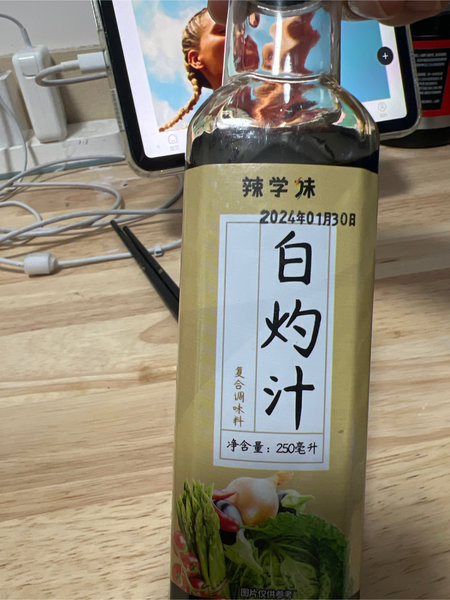 辣学味
2024年01月30日
白灼汁
复合调味料
净含量：250毫升
图片仅供参考